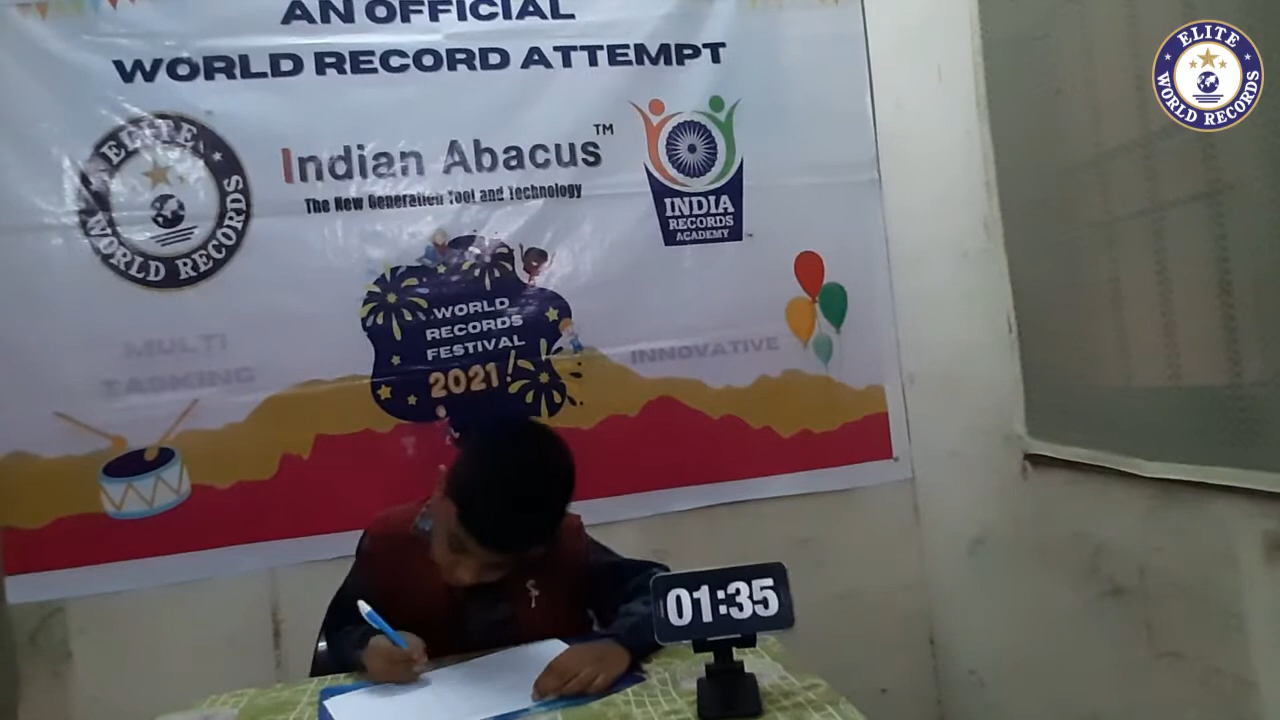 AN OFFICIAL
WORLD RECORD ATTEMPT
ELITE
WORLD RECORDS
ELITE
WORLD RECORDS
Indian Abacus™
The New Generation Tool and Technology
INDIA
RECORDS
ACADEMY
WORLD
RECORDS
FESTIVAL
2021
MULTI
TASKING
INNOVATIVE
01:35